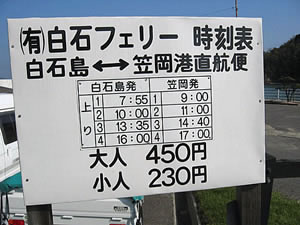 (有)白石フェリー 時刻表
白石島↔笠岡港直航便
白石島発 笠岡発
上り
1 7:55 1 9:00
2 10:00 2 11:00
3 13:35 3 14:40
4 16:00 4 17:00
大人 450円
小人 230円